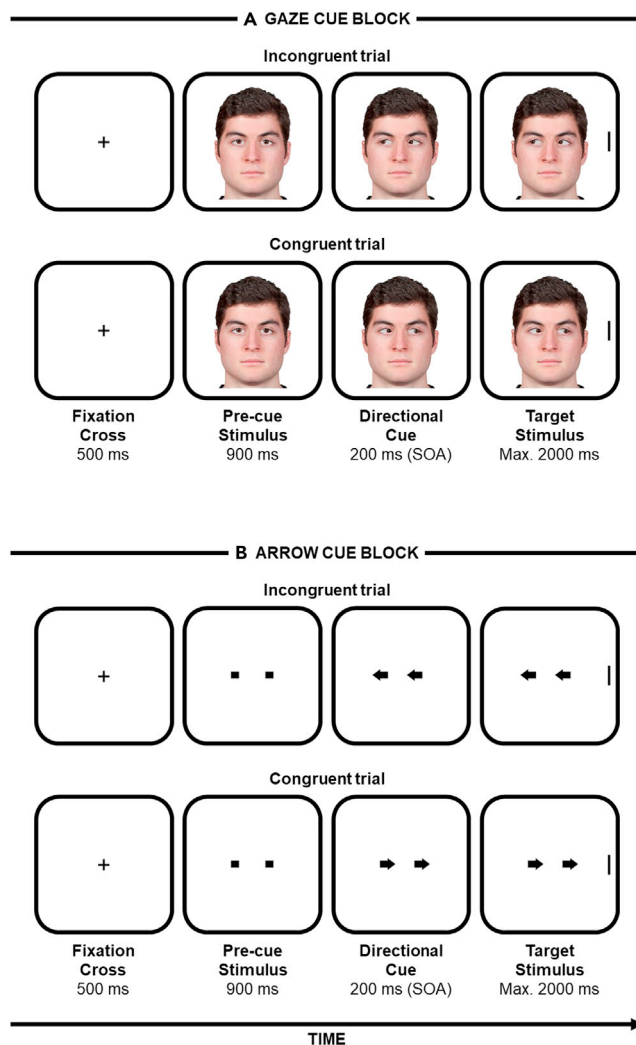 A GAZE CUE BLOCK
Incongruent trial
Congruent trial
Fixation
Cross
500 ms
Pre-cue
Stimulus
900 ms
Directional
Cue
200 ms (SOA)
Target
Stimulus
Max. 2000 ms
B ARROW CUE BLOCK
Incongruent trial
Congruent trial
Fixation
Cross
500 ms
Pre-cue
Stimulus
900 ms
Directional
Cue
200 ms (SOA)
Target
Stimulus
Max. 2000 ms
TIME